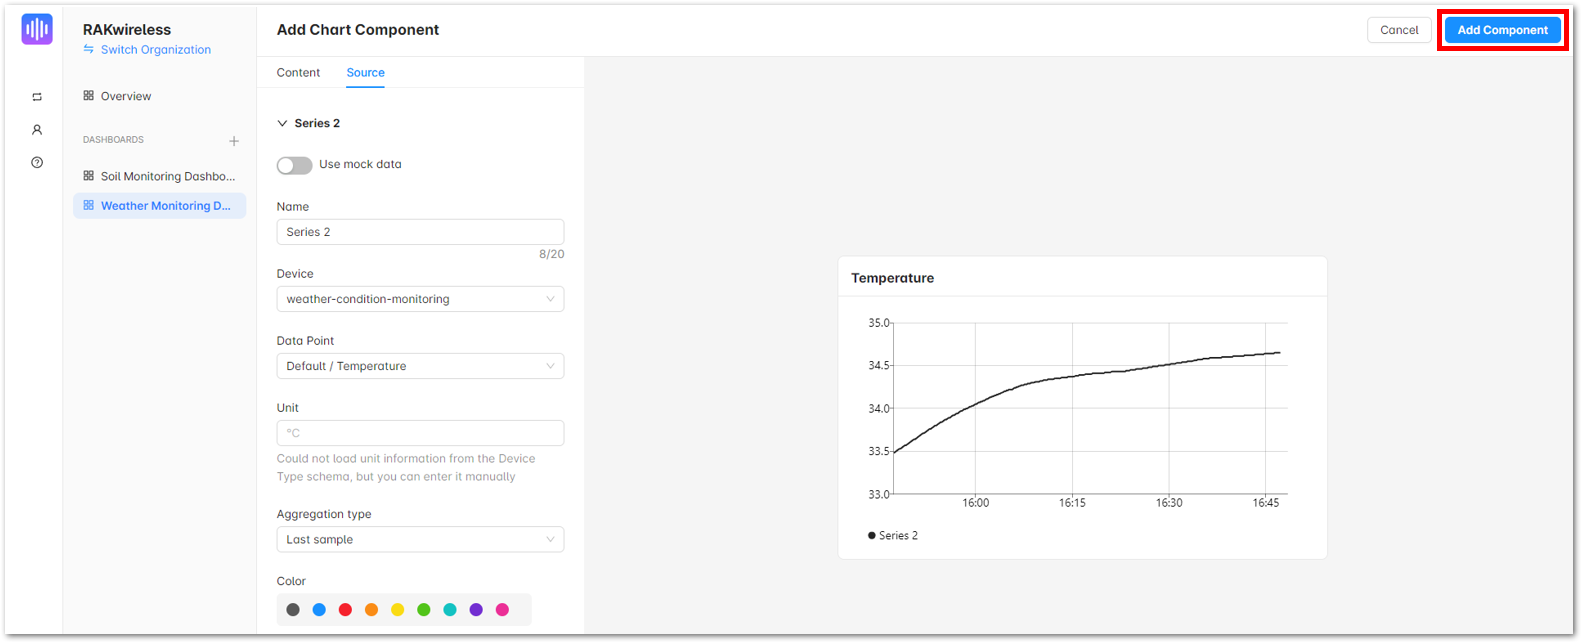 RAKwireless
Switch Organization
Overview
DASHBOARDS
Soil Monitoring Dashbo...
Weather Monitoring D...
Add Chart Component
Cancel
Add Component
Content
Source
Series 2
Use mock data
Name
Series 2
8/20
Device
weather-condition-monitoring
Data Point
Default / Temperature
Unit
°C
Could not load unit information from the Device
Type schema, but you can enter it manually
Aggregation type
Last sample
Color
Temperature
35.0
34.5
34.0
33.5
33.0
16:00 16:15 16:30 16:45
Series 2